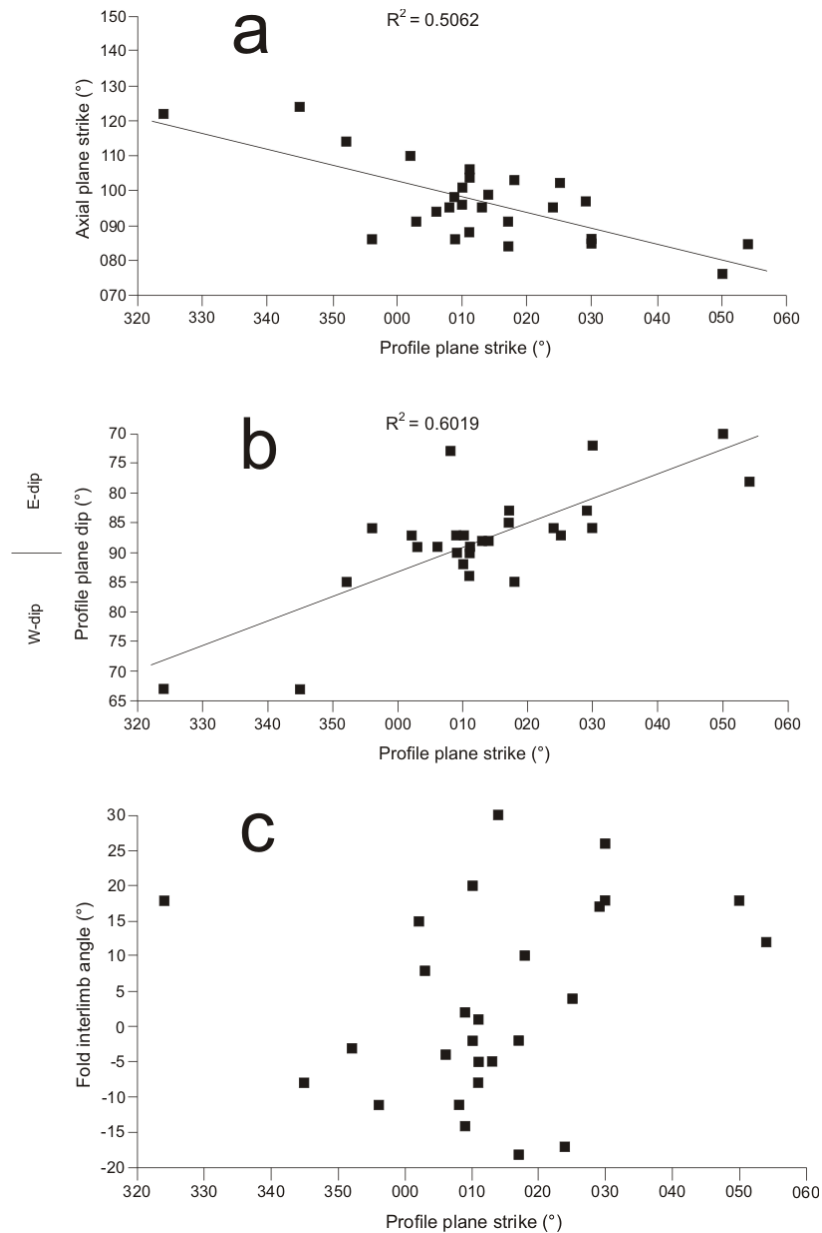 a
R² = 0.5062
150
140
130
120
110
100
090
080
070
Axial plane strike (°)
320 330 340 350 000 010 020 030 040 050 060
Profile plane strike (°)
b
R² = 0.6019
70
75
80
85
90
85
80
75
70
65
E-dip
W-dip
Profile plane dip (°)
320 330 340 350 000 010 020 030 040 050 060
Profile plane strike (°)
c
30
25
20
15
10
5
0
-5
-10
-15
-20
Fold interlimb angle (°)
320 330 340 350 000 010 020 030 040 050 060
Profile plane strike (°)